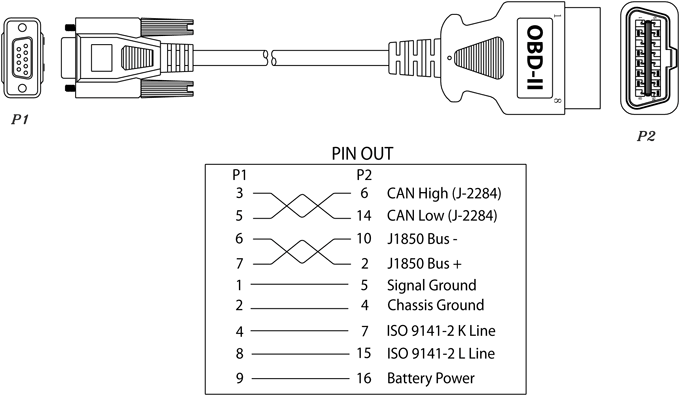 1
OBD-II
8
P1
P2
PIN OUT
P1 P2
3 6 CAN High (J-2284)
5 14 CAN Low (J-2284)
6 10 J1850 Bus -
7 2 J1850 Bus +
1 5 Signal Ground
2 4 Chassis Ground
4 7 ISO 9141-2 K Line
8 15 ISO 9141-2 L Line
9 16 Battery Power